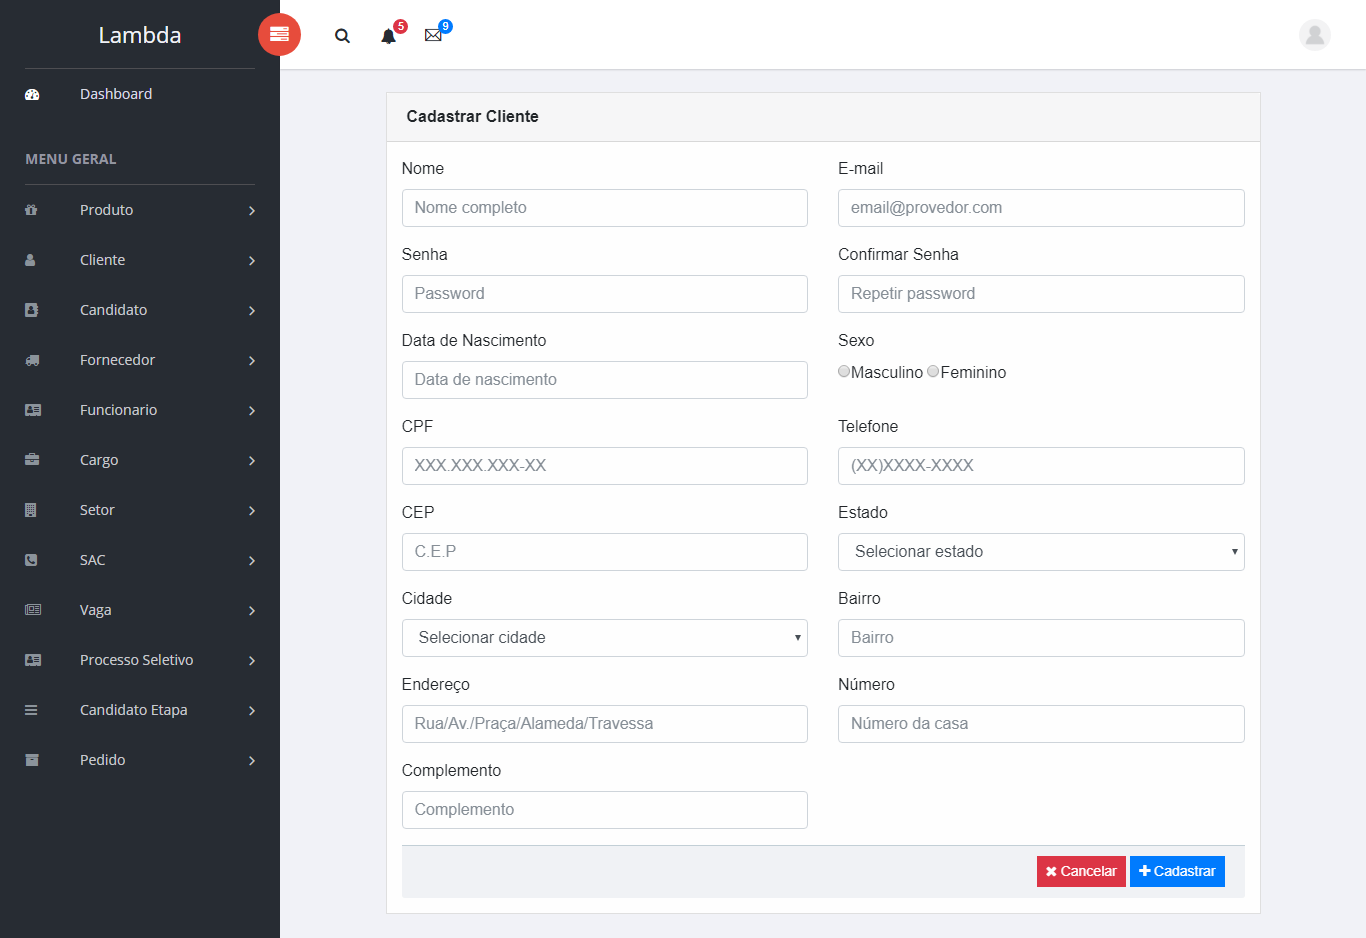 Lambda
5
9
Dashboard
MENU GERAL
Produto
Cliente
Candidato
Fornecedor
Funcionario
Cargo
Setor
SAC
Vaga
Processo Seletivo
Candidato Etapa
Pedido
Cadastrar Cliente
Nome
E-mail
Nome completo
email@provedor.com
Senha
Confirmar Senha
Password
Repetir password
Data de Nascimento
Sexo
Data de nascimento
Masculino Feminino
CPF
Telefone
XXX.XXX.XXX-XX
(XX)XXXX-XXXX
CEP
Estado
C.E.P
Selecionar estado
Cidade
Bairro
Selecionar cidade
Bairro
Endereço
Número
Rua/Av./Praça/Alameda/Travessa
Número da casa
Complemento
Complemento
Cancelar
Cadastrar